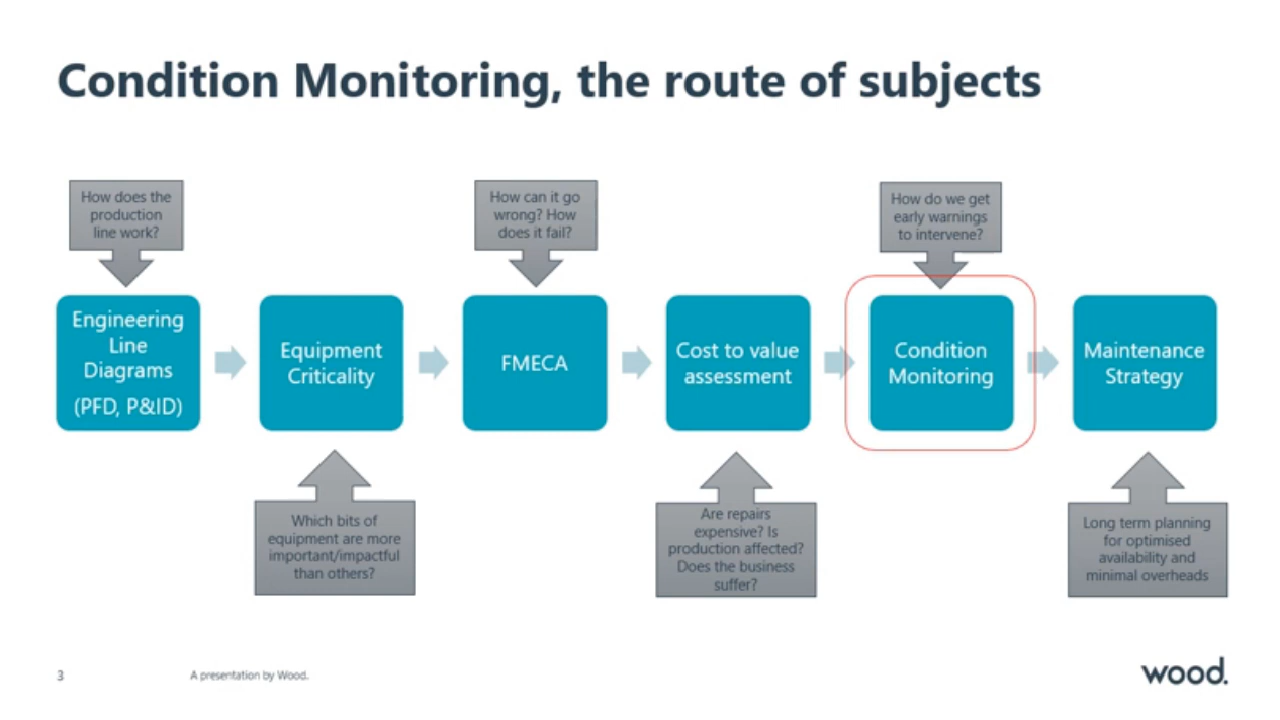 Condition Monitoring, the route of subjects
How does the
production
line work?
How can it go
wrong? How
does it fail?
How do we get
early warnings
to intervene?
Engineering
Line
Diagrams
(PFD, P&ID)
Equipment
Criticality
FMECA
Cost to value
assessment
Condition
Monitoring
Maintenance
Strategy
Which bits of
equipment are more
important/impactful
than others?
Are repairs
expensive? Is
production affected?
Does the business
suffer?
Long term planning
for optimised
availability and
minimal overheads
3
A presentation by Wood.
wood.